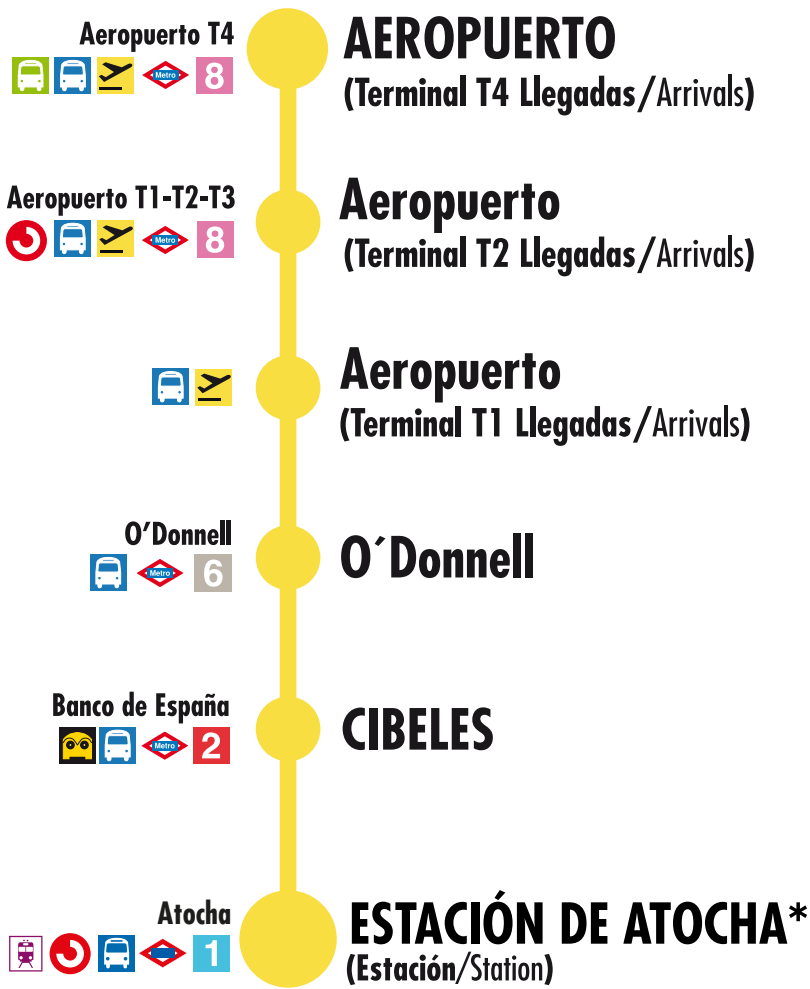 Aeropuerto T4
Metro 8
AEROPUERTO
(Terminal T4 Llegadas/Arrivals)
Aeropuerto T1-T2-T3
Metro 8
Aeropuerto
(Terminal T2 Llegadas/Arrivals)
Aeropuerto
(Terminal T1 Llegadas/Arrivals)
O’Donnell
Metro 6
O´Donnell
Banco de España
Metro 2
CIBELES
Atocha
1
ESTACIÓN DE ATOCHA*
(Estación/Station)